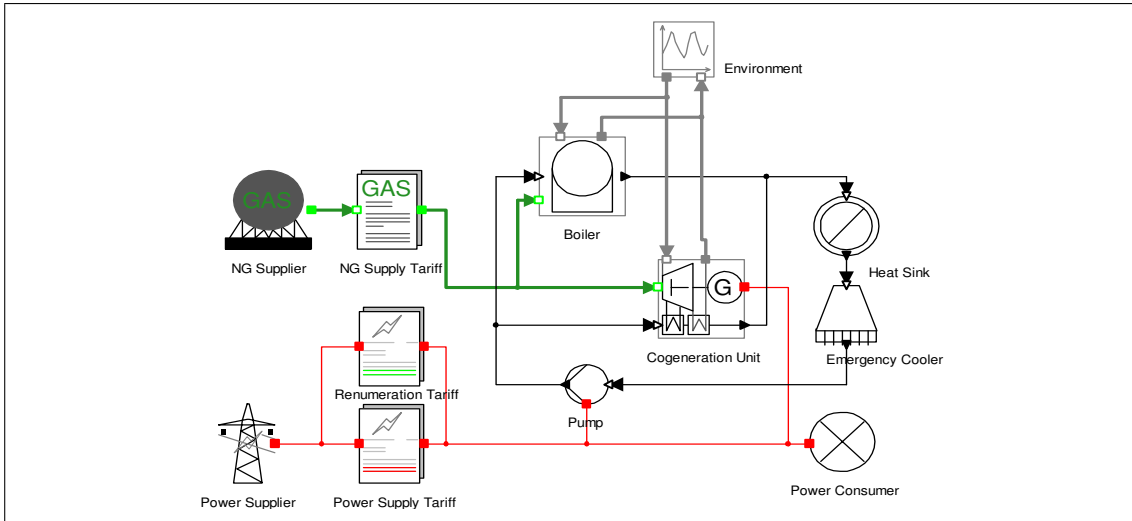 Environment
GAS
GAS
Boiler
NG Supplier
NG Supply Tariff
Heat Sink
G
Cogeneration Unit
Emergency Cooler
Renumeration Tariff
Pump
Power Supplier
Power Supply Tariff
Power Consumer